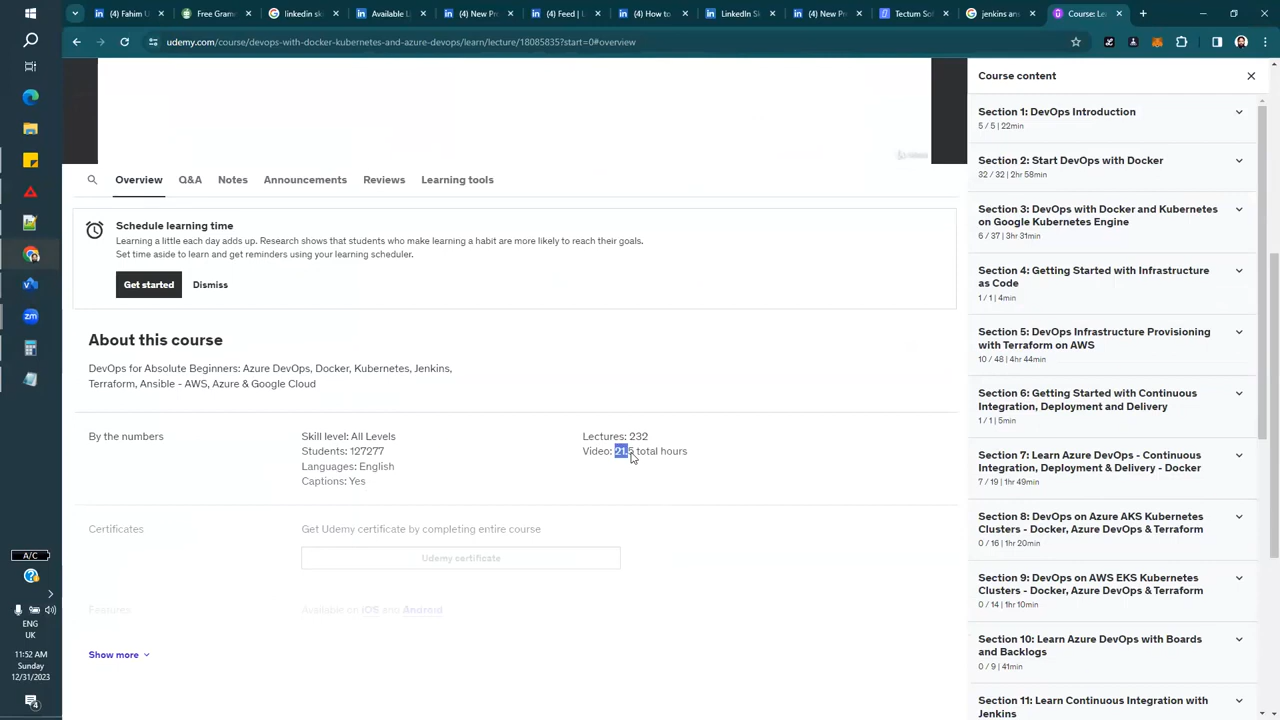 (4) Fahim U
Q&A Game
linkedin sk
Available Li
(4) New Pr
(4) Feed | L
(4) How to
LinkedIn Sk
(4) New Pr
Tectum So
jenkins an
Course: Le
udemy.com/course/devops-with-docker-kubernetes-and-azure-devops/learn/lecture/18085835?start=0#overview
Overview
Q&A
Notes
Announcements
Reviews
Learning tools
Schedule learning time
Learning a little each day adds up. Research shows that students who make learning a habit are more likely to reach their goals.
Set time aside to learn and get reminders using your learning scheduler.
Get started
Dismiss
About this course
DevOps for Absolute Beginners: Azure DevOps, Docker, Kubernetes, Jenkins,
Terraform, Ansible - AWS, Azure & Google Cloud
By the numbers
Skill level: All Levels
Students: 127277
Languages: English
Captions: Yes
Lectures: 232
Video: 21.5 total hours
Certificates
Get Udemy certificate by completing entire course
Udemy certificate
Features
Available on iOS and Android
Show more
Course content
Section 1: DevOps Introduction
5 / 5 | 22min
Section 2: Start DevOps with Docker
32 / 32 | 2hr 58min
Section 3: DevOps with Docker and Kubernetes
on Google Kubernetes Engine
6 / 37 | 3hr 31min
Section 4: Getting Started with Infrastructure
as Code
1 / 1 | 4min
Section 5: DevOps Infrastructure Provisioning
with Terraform on AWS
10 / 48 | 4hr 44min
Section 6: Getting Started with Continuous
Integration, Deployment and Delivery
1 / 1 | 5min
Section 7: Learn Azure DevOps - Continuous
Integration, Deployment & Delivery - Docker
7 / 19 | 1hr 49min
Section 8: DevOps on Azure AKS Kubernetes
Clusters - Docker, Azure DevOps & Terraform
0 / 16 | 1hr 20min
Section 9: DevOps on AWS EKS Kubernetes
Clusters - Docker, Azure DevOps & Terraform
0 / 14 | 1hr 10min
Section 10: Learn Azure DevOps with Boards
and Backlogs
0 / 9 | 41min
Section 11: Learn Continuous Integration with
Jenkins
zm
A/C
ENG
UK
11:52 AM
Sunday
12/31/2023
4